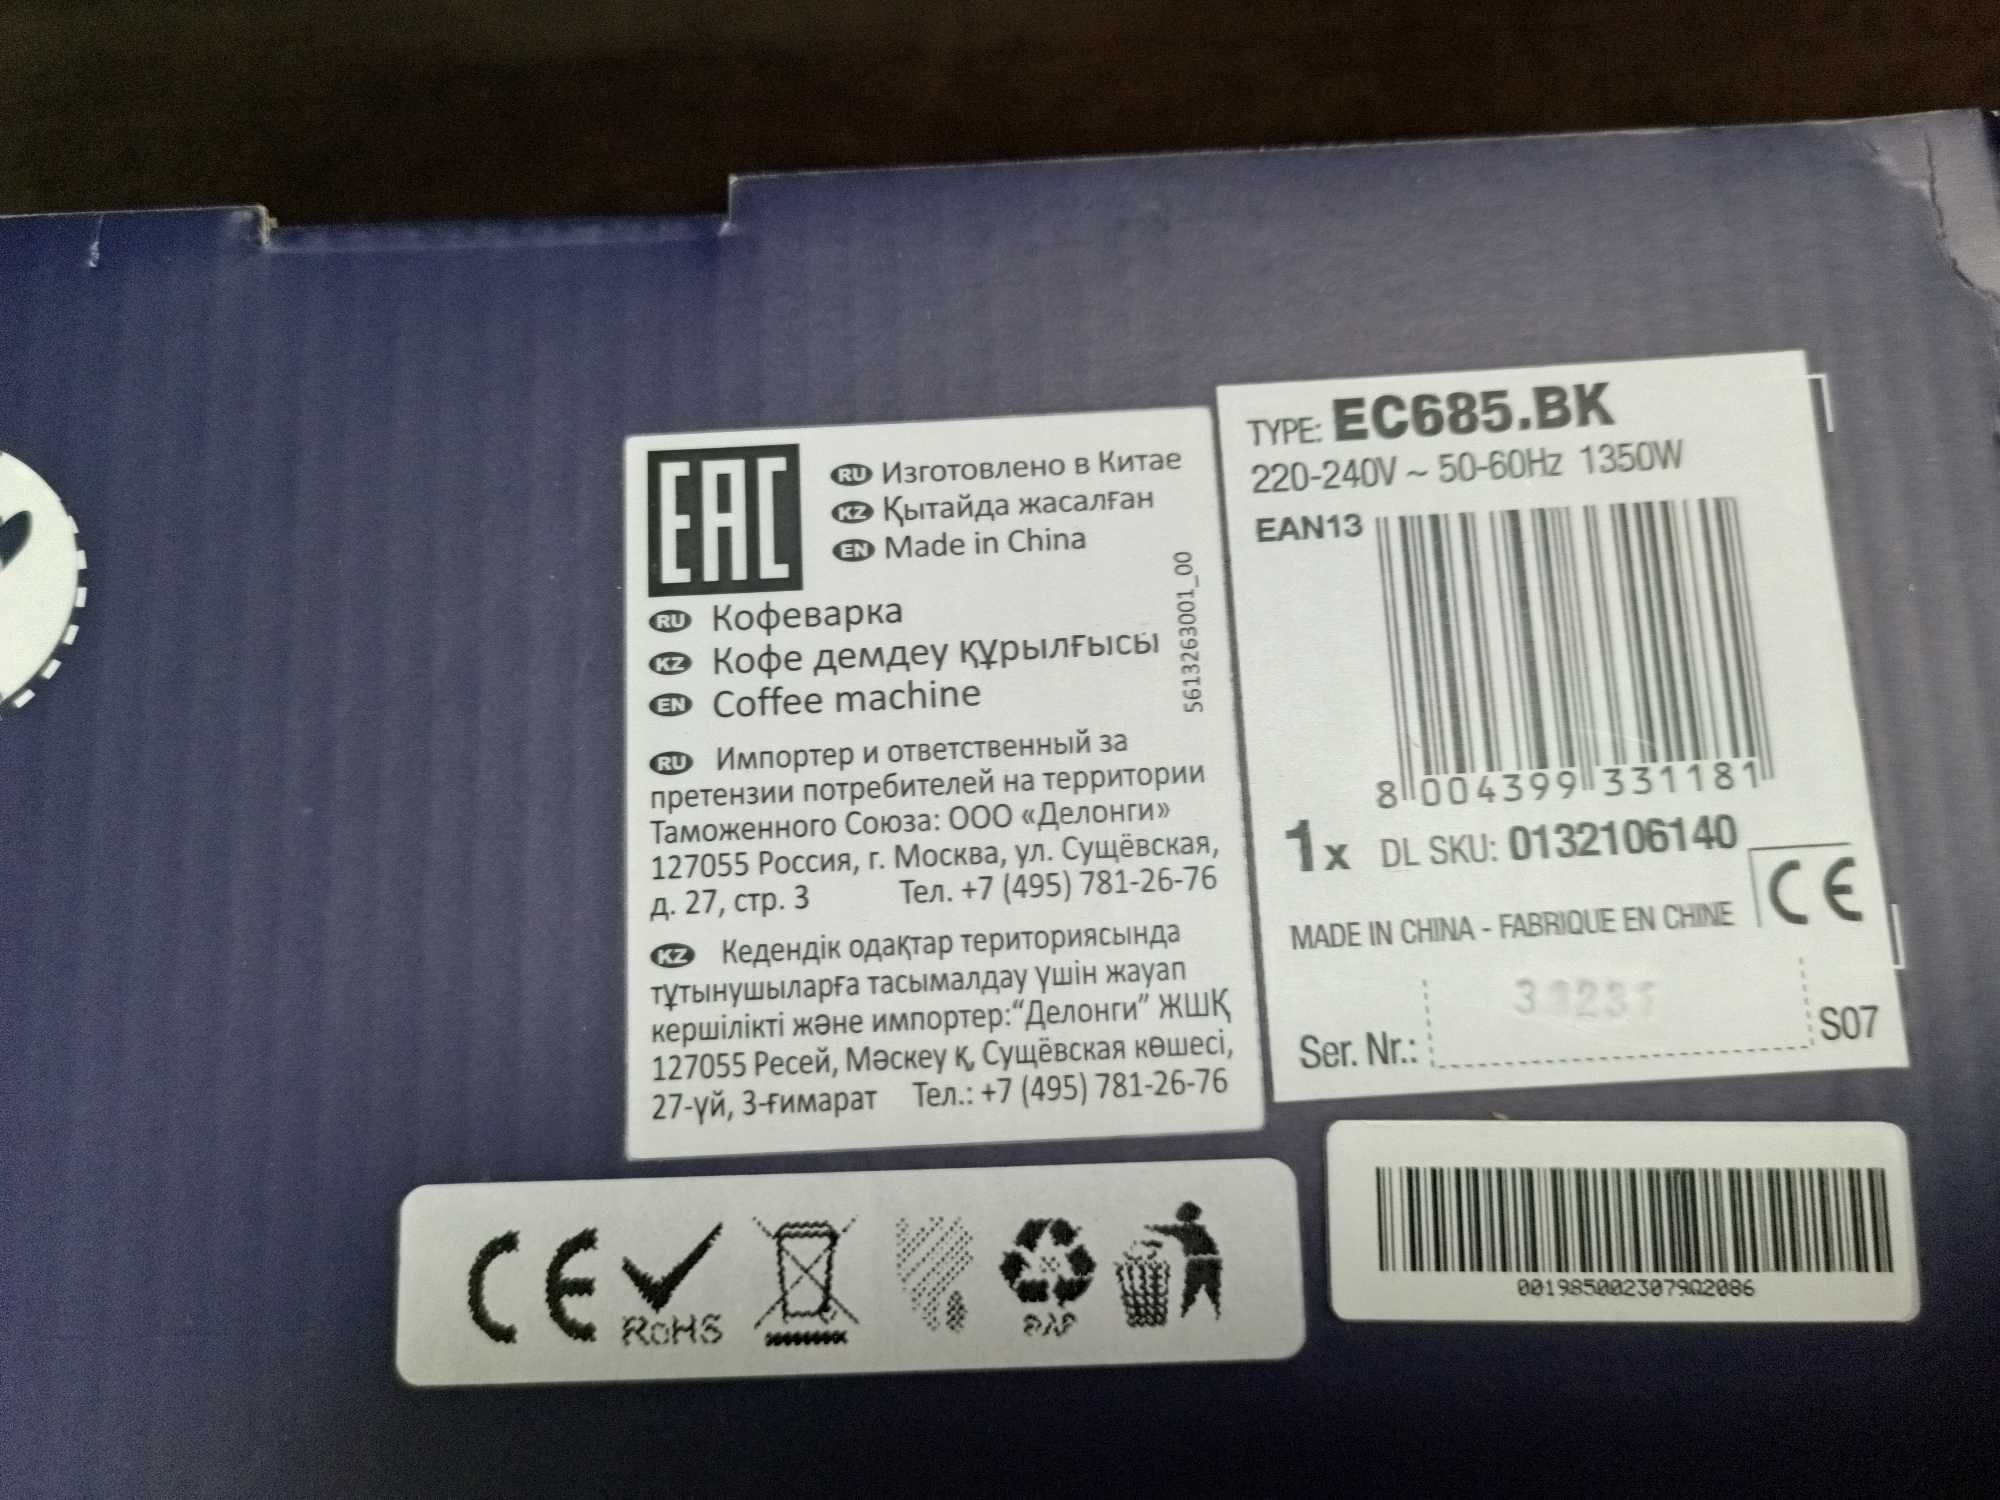 EAC
RU Изготовлено в Китае
KZ Қытайда жасалған
EN Made in China
RU Кофеварка
KZ Кофе демдеу құрылғысы
EN Coffee machine
5613263001_00
RU Импортер и ответственный за
претензии потребителей на территории
Таможенного Союза: ООО «Делонги»
127055 Россия, г. Москва, ул. Сущёвская,
д. 27, стр. 3 Тел. +7 (495) 781-26-76
KZ Кедендік одақтар териториясында
тұтынушыларға тасымалдау үшін жауап
кершілікті және импортер:“Делонги” ЖШҚ
127055 Ресей, Мәскеу қ, Сущёвская көшесі,
27-үй, 3-ғимарат Тел.: +7 (495) 781-26-76
TYPE: EC685.BK
220-240V ~ 50-60Hz 1350W
EAN13
8 004399 331181
1x DL SKU: 0132106140
CE
MADE IN CHINA - FABRIQUE EN CHINE
Ser. Nr.:
S07
CE
RoHS
PAP